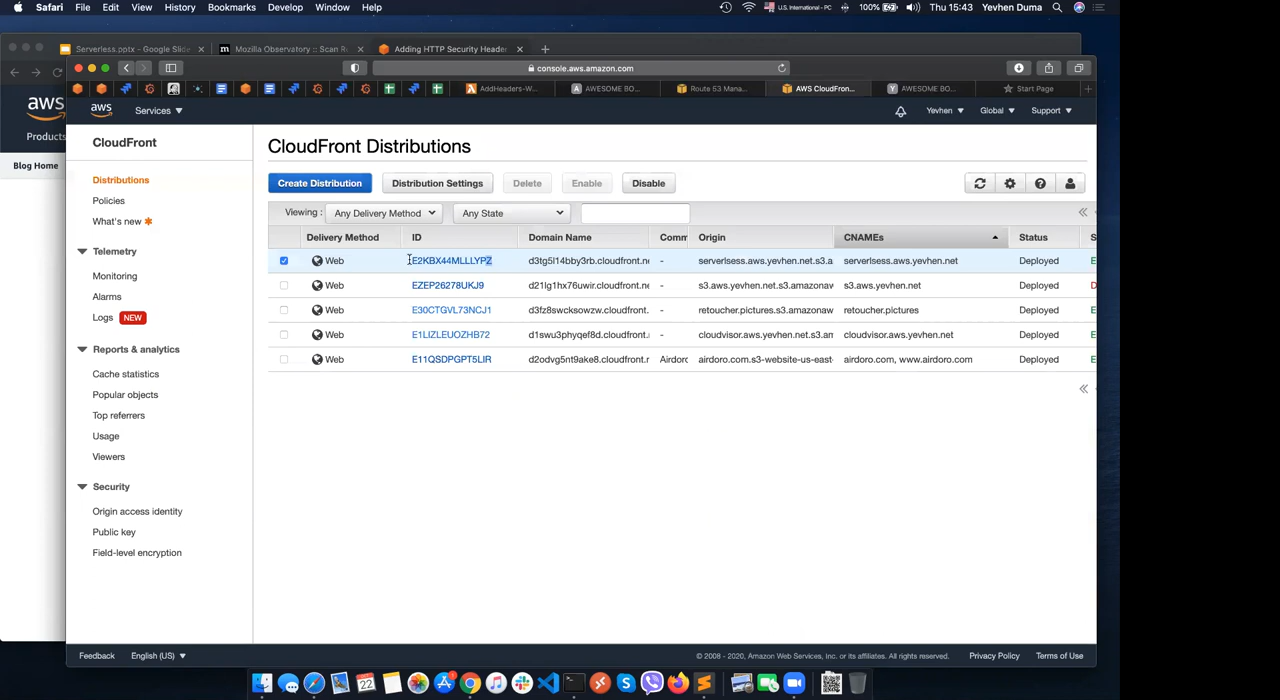 Safari File Edit View History Bookmarks Develop Window Help U.S. International - PC 100% Thu 15:43 Yevhen Duma
Serverless.pptx - Google Slide × Mozilla Observatory :: Scan R × Adding HTTP Security Header × +
console.aws.amazon.com
AddHeaders-W... AWESOME BO... Route 53 Mana... AWS CloudFron... AWESOME BO... Start Page +
aws
Products
Blog Home
aws Services Yevhen Global Support
CloudFront
Distributions
Policies
What's new
Telemetry
Monitoring
Alarms
Logs NEW
Reports & analytics
Cache statistics
Popular objects
Top referrers
Usage
Viewers
Security
Origin access identity
Public key
Field-level encryption
CloudFront Distributions
Create Distribution Distribution Settings Delete Enable Disable
Viewing : Any Delivery Method Any State
Delivery Method ID Domain Name Comm Origin CNAMEs Status S
Web E2KBX44MLLLYPZ d3tg5l14bby3rb.cloudfront.ne - serverlsess.aws.yevhen.net.s3.a serverlsess.aws.yevhen.net Deployed E
Web EZEP26278UKJ9 d21lg1hx76uwir.cloudfront.ne - s3.aws.yevhen.net.s3.amazonaw s3.aws.yevhen.net Deployed D
Web E30CTGVL73NCJ1 d3fz8swcksowzw.cloudfront. - retoucher.pictures.s3.amazonaw retoucher.pictures Deployed E
Web E1LIZLEUOZHB72 d1swu3phyqef8d.cloudfront. - cloudvisor.aws.yevhen.net.s3.am cloudvisor.aws.yevhen.net Deployed E
Web E11QSDPGPT5LIR d2odvg5nt9ake8.cloudfront.r Airdoro airdoro.com.s3-website-us-east- airdoro.com, www.airdoro.com Deployed E
Feedback English (US) © 2008 - 2020, Amazon Web Services, Inc. or its affiliates. All rights reserved. Privacy Policy Terms of Use
22